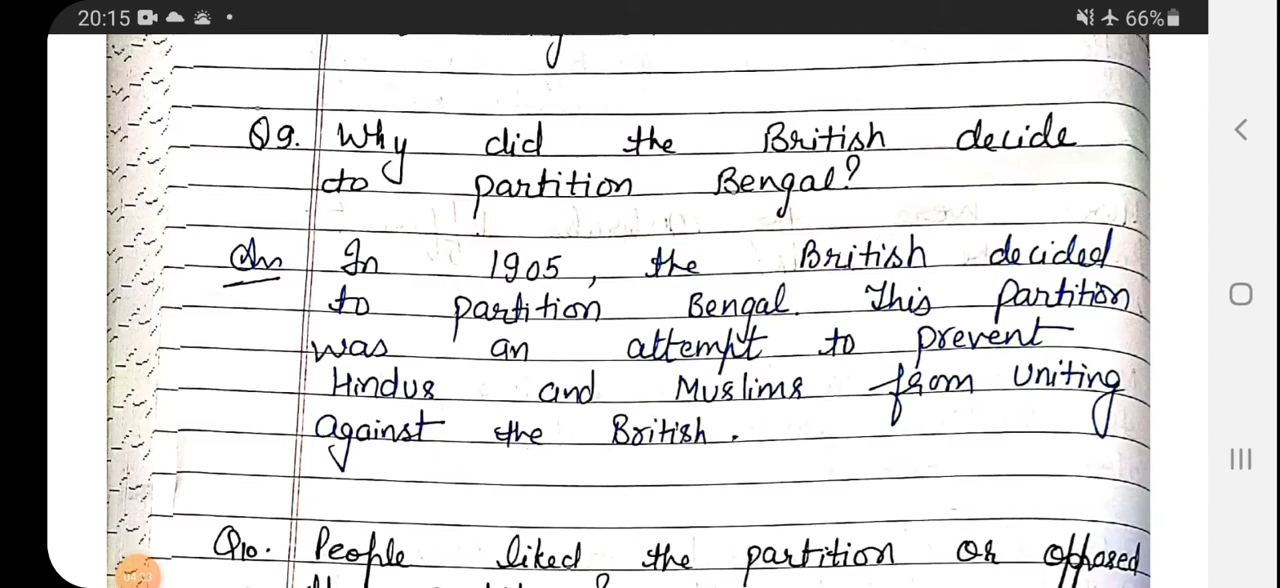 20:15
66%
Q9. Why did the British decide
to partition Bengal?
Ans In 1905, the British decided
to partition Bengal. This partition
was an attempt to prevent
Hindus and Muslims from uniting
against the British.
Q10. People liked the partition or opposed
04:33